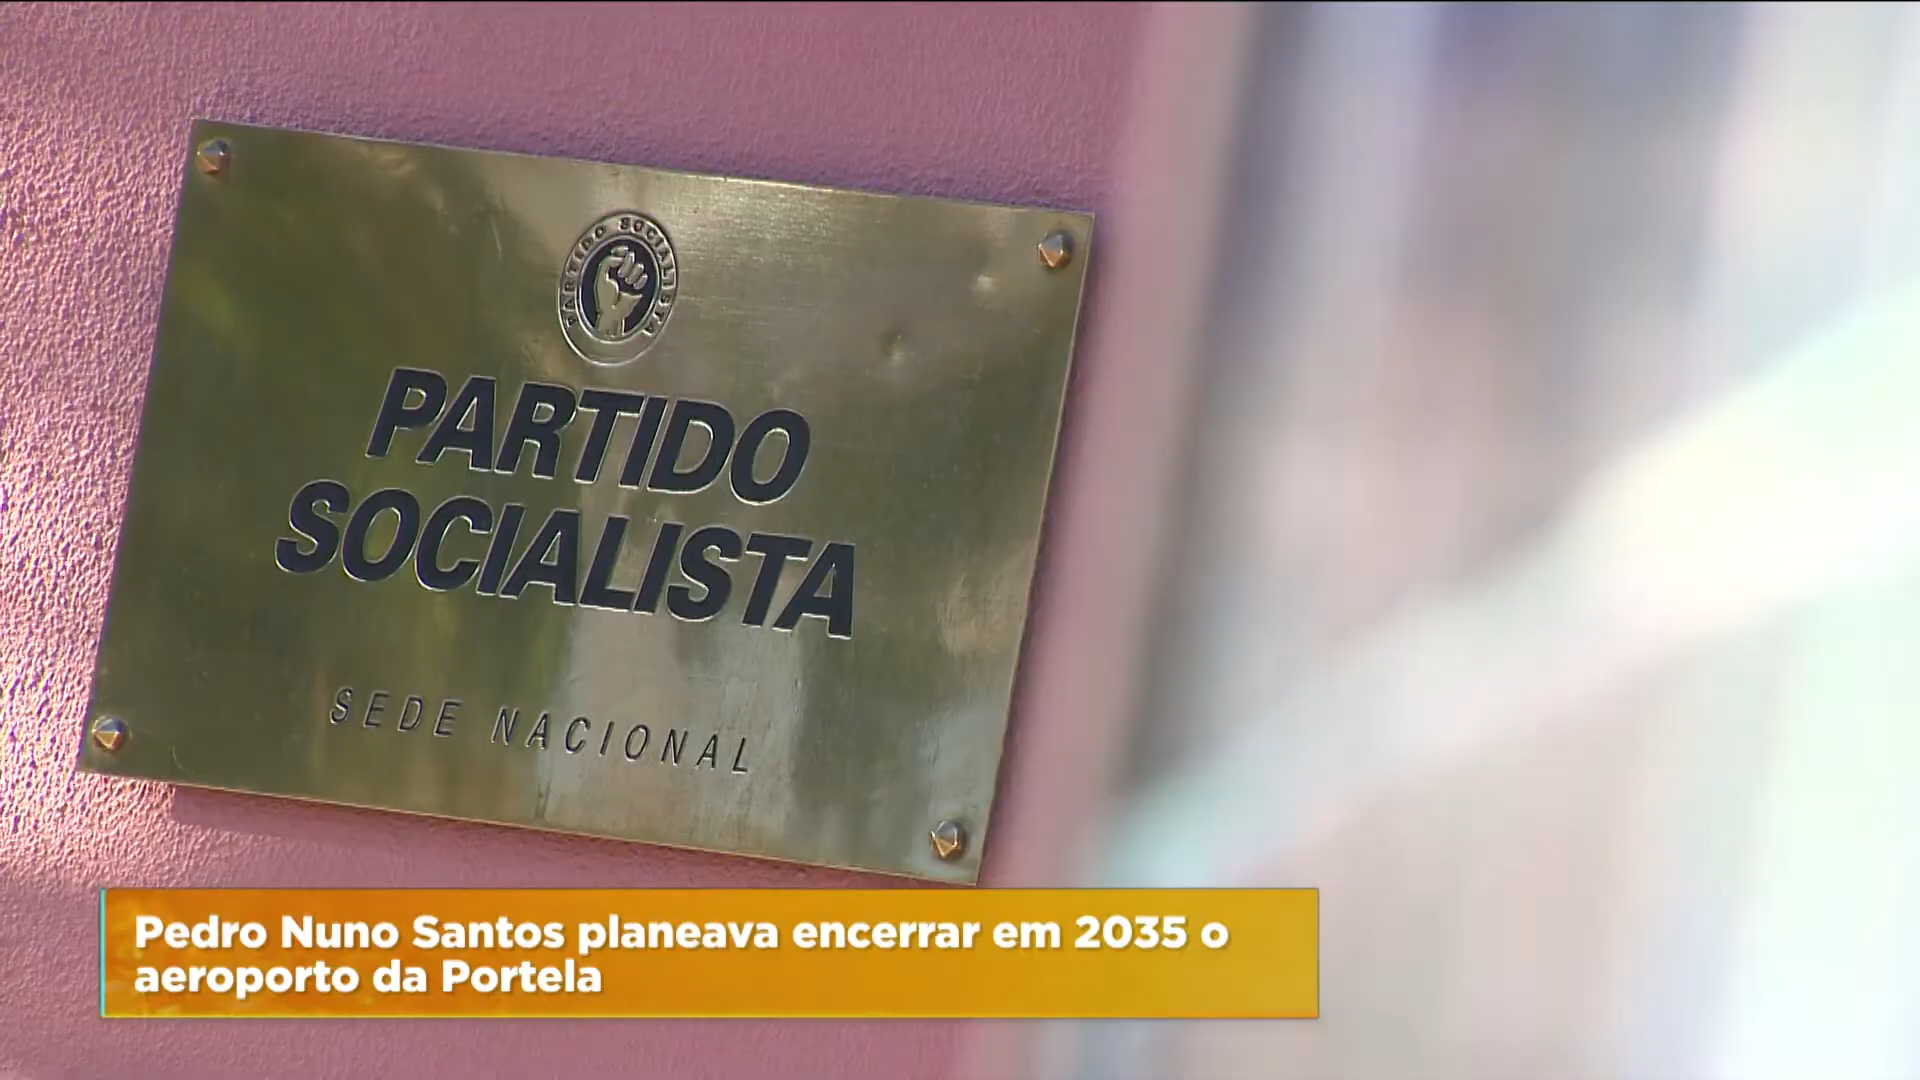 PARTIDO SOCIALISTA
PARTIDO
SOCIALISTA
SEDE NACIONAL
Pedro Nuno Santos planeava encerrar em 2035 o
aeroporto da Portela